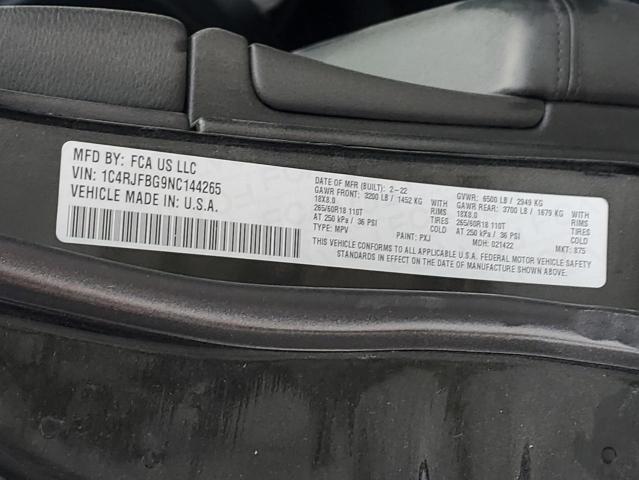 MFD BY: FCA US LLC
VIN: 1C4RJFBG9NC144265
VEHICLE MADE IN: U.S.A.
DATE OF MFR (BUILT): 2-22 GVWR: 6500 LB / 2949 KG
GAWR FRONT: 3200 LB / 1452 KG WITH GAWR REAR: 3700 LB / 1679 KG WITH
18X8.0 RIMS 18X8.0 RIMS
265/60R18 110T TIRES 265/60R18 110T TIRES
AT 250 kPa / 36 PSI COLD AT 250 kPa / 36 PSI COLD
TYPE: MPV PAINT: PXJ MDH: 021422 MKT: 875
THIS VEHICLE CONFORMS TO ALL APPLICABLE U.S.A. FEDERAL MOTOR VEHICLE SAFETY
STANDARDS IN EFFECT ON THE DATE OF MANUFACTURE SHOWN ABOVE.